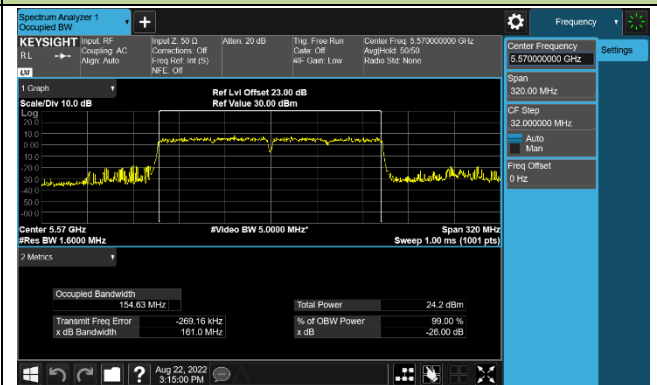 Spectrum Analyzer 1
Occupied BW
+
Frequency
KEYSIGHT
RL
LXI
Input: RF
Coupling: AC
Align: Auto
Input Z: 50 Ω
Corrections: Off
Freq Ref: Int (S)
NFE: Off
Atten: 20 dB
Trig: Free Run
Gate: Off
#IF Gain: Low
Center Freq: 5.570000000 GHz
Avg|Hold: 50/50
Radio Std: None
Center Frequency
5.570000000 GHz
Settings
Span
320.00 MHz
CF Step
32.000000 MHz
Auto
Man
Freq Offset
0 Hz
1 Graph
Scale/Div 10.0 dB
Ref Lvl Offset 23.00 dB
Ref Value 30.00 dBm
Log
20.0
10.0
0.00
-10.0
-20.0
-30.0
-40.0
-50.0
-60.0
Center 5.57 GHz
#Video BW 5.0000 MHz*
Span 320 MHz
#Res BW 1.6000 MHz
Sweep 1.00 ms (1001 pts)
2 Metrics
Occupied Bandwidth
154.63 MHz
Total Power
24.2 dBm
Transmit Freq Error
-269.16 kHz
% of OBW Power
99.00 %
x dB Bandwidth
161.0 MHz
x dB
-26.00 dB
?
Aug 22, 2022
3:15:00 PM